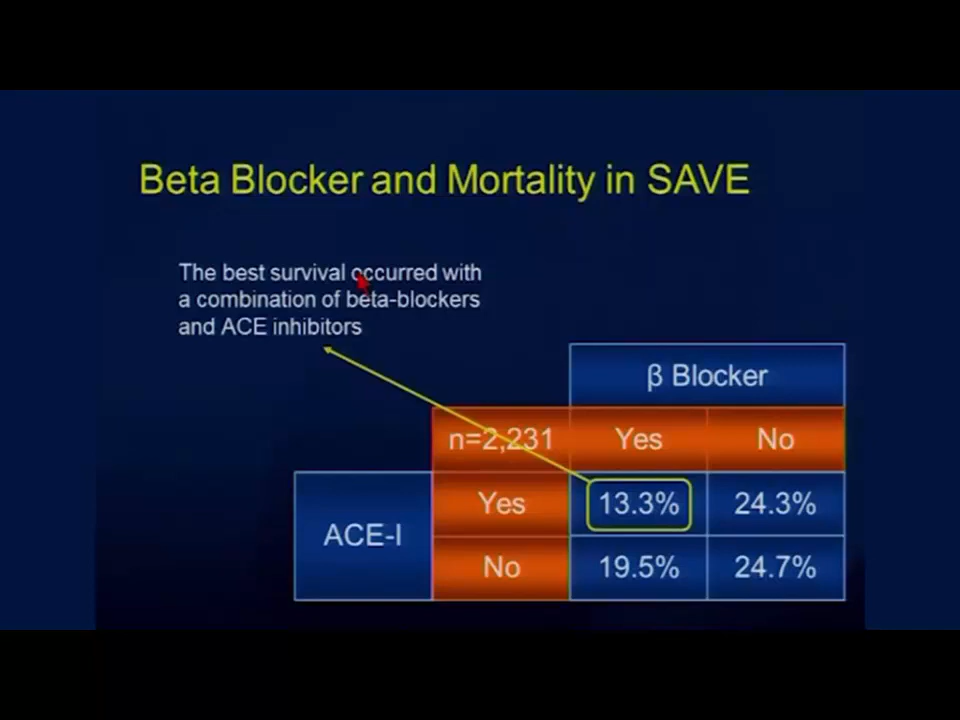 Beta Blocker and Mortality in SAVE
The best survival occurred with
a combination of beta-blockers
and ACE inhibitors
β Blocker
n=2,231 Yes No
ACE-I
Yes 13.3% 24.3%
No 19.5% 24.7%